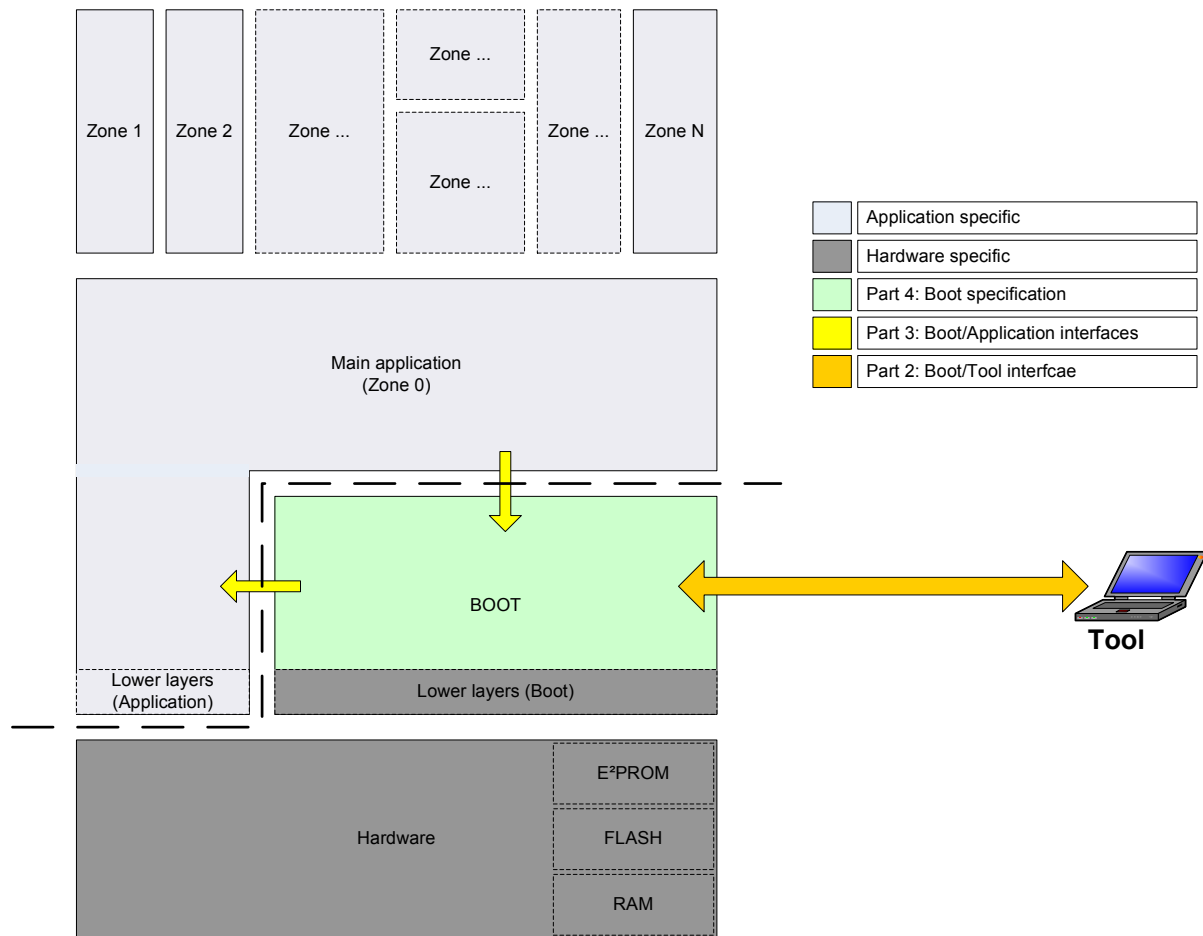 Zone 1
Zone 2
Zone ...
Zone ...
Zone ...
Zone ...
Zone N
Application specific
Hardware specific
Part 4: Boot specification
Part 3: Boot/Application interfaces
Part 2: Boot/Tool interfcae
Main application
(Zone 0)
BOOT
Tool
Lower layers
(Application)
Lower layers (Boot)
Hardware
E²PROM
FLASH
RAM